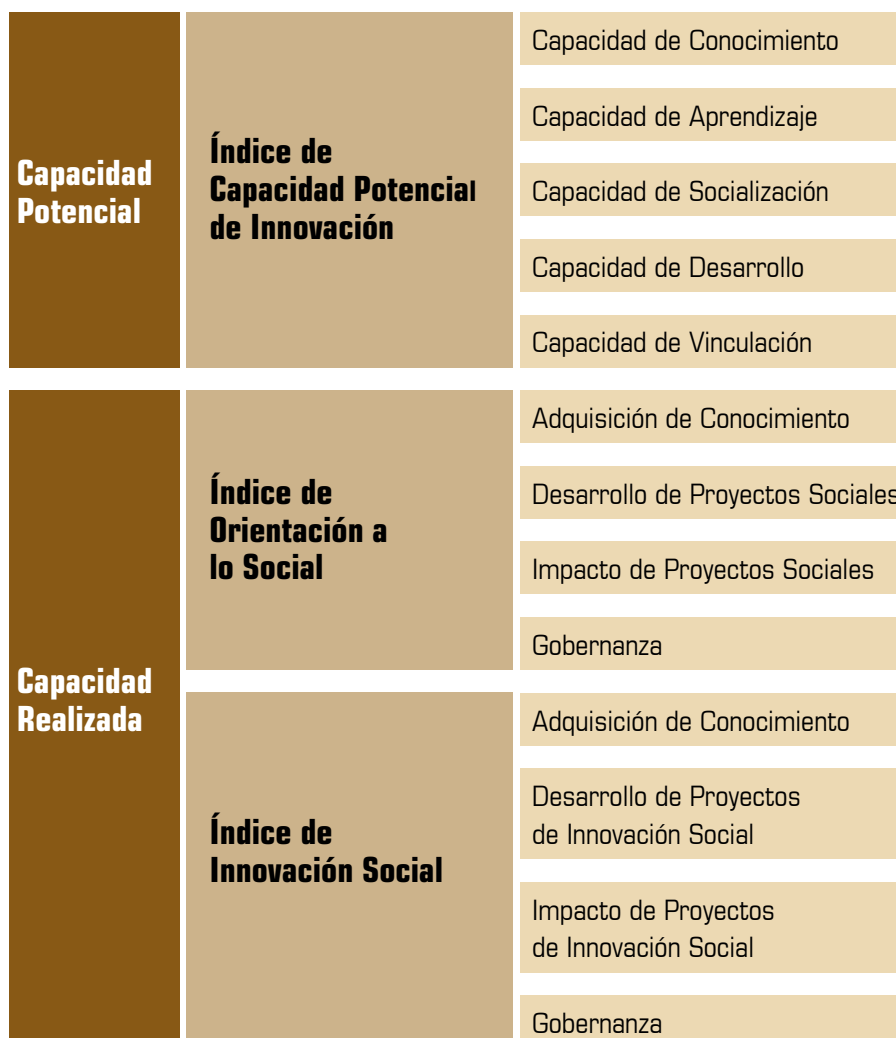 Capacidad
Potencial
Índice de
Capacidad Potencial
de Innovación
Capacidad de Conocimiento
Capacidad de Aprendizaje
Capacidad de Socialización
Capacidad de Desarrollo
Capacidad de Vinculación
Capacidad
Realizada
Índice de
Orientación a
lo Social
Adquisición de Conocimiento
Desarrollo de Proyectos Sociales
Impacto de Proyectos Sociales
Gobernanza
Índice de
Innovación Social
Adquisición de Conocimiento
Desarrollo de Proyectos
de Innovación Social
Impacto de Proyectos
de Innovación Social
Gobernanza